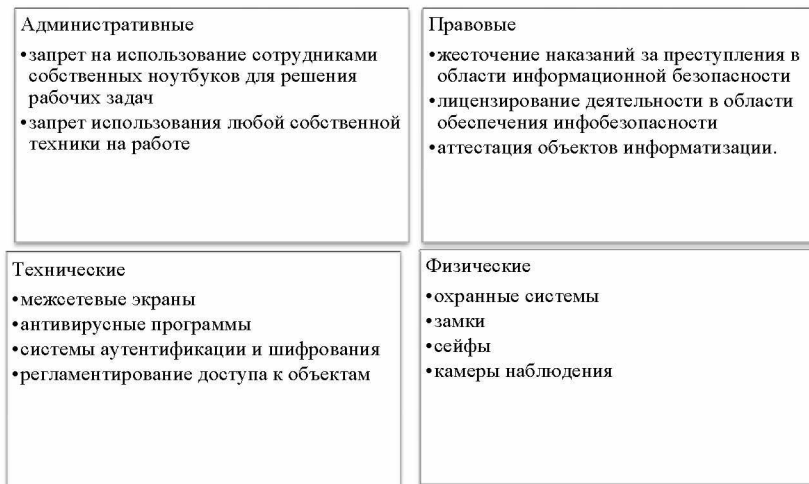 Административные
•запрет на использование сотрудниками
собственных ноутбуков для решения
рабочих задач
•запрет использования любой собственной
техники на работе
Правовые
•жесточение наказаний за преступления в
области информационной безопасности
•лицензирование деятельности в области
обеспечения инфобезопасности
•аттестация объектов информатизации.
Технические
•межсетевые экраны
•антивирусные программы
•системы аутентификации и шифрования
•регламентирование доступа к объектам
Физические
•охранные системы
•замки
•сейфы
•камеры наблюдения